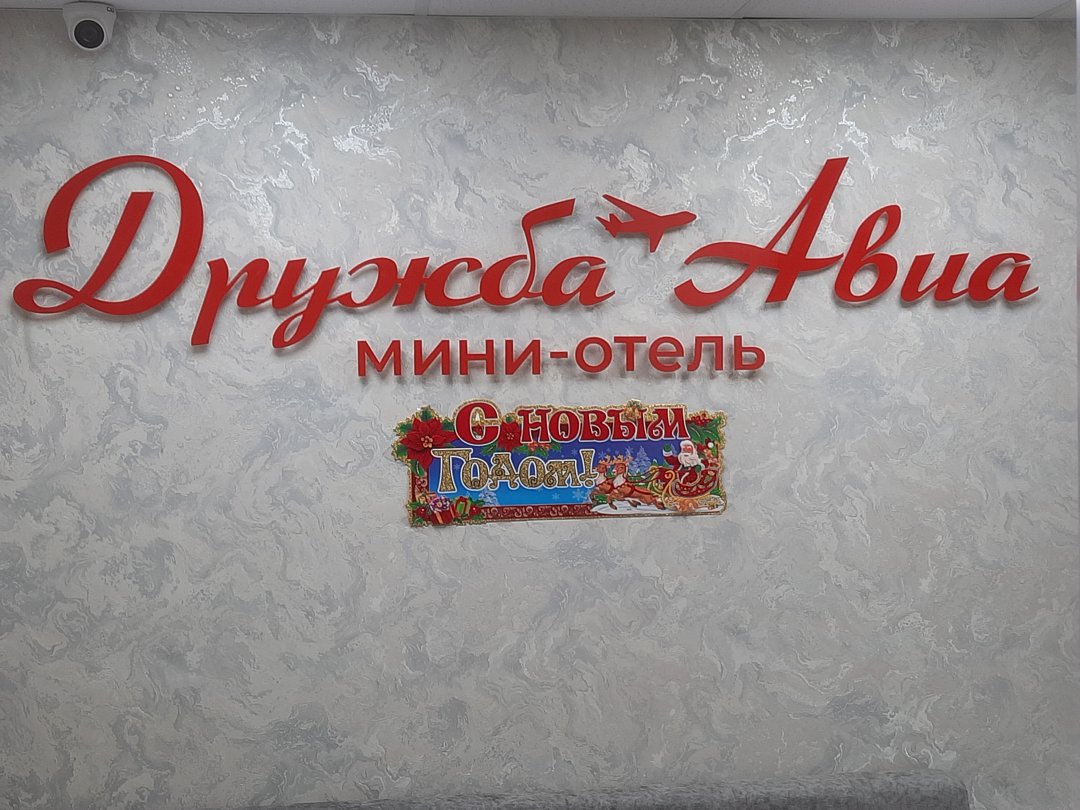 Дружба Авиа
мини-отель
С новым
Годом!